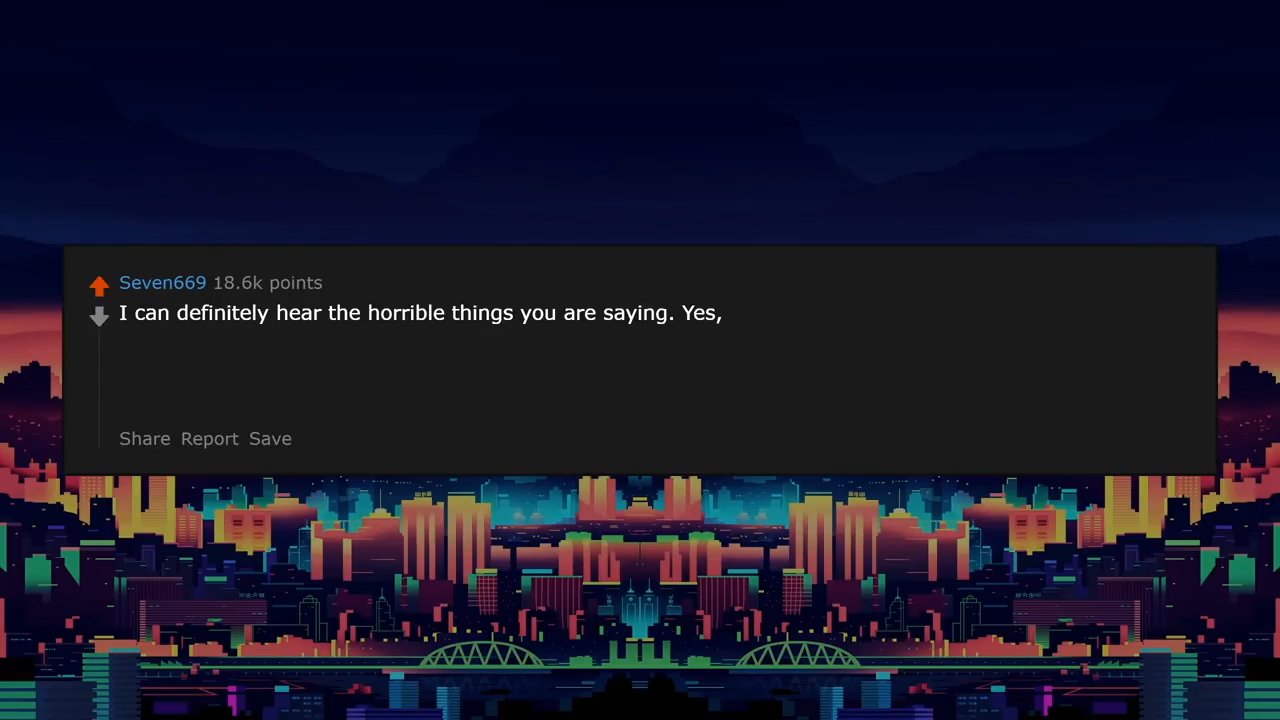 Seven669 18.6k points
I can definitely hear the horrible things you are saying. Yes,
Share Report Save